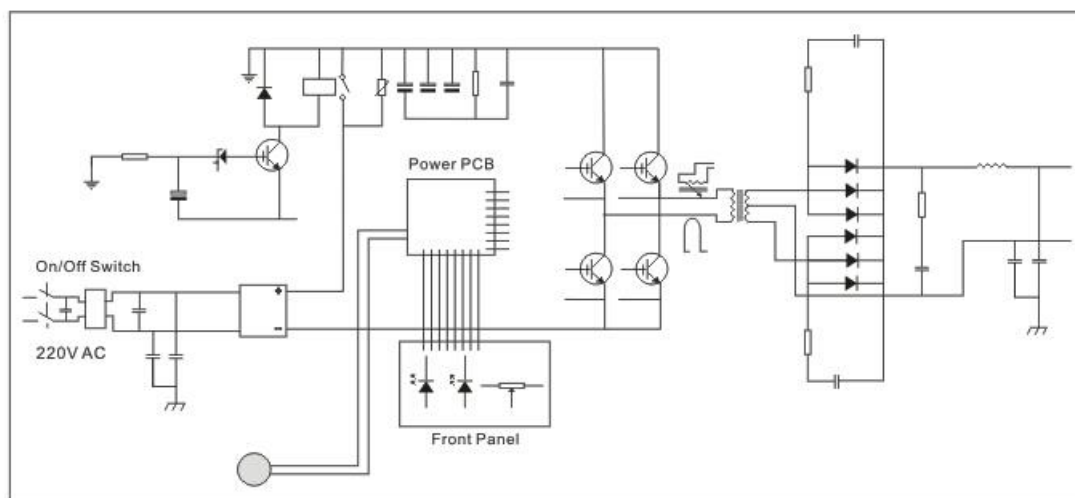 Power PCB
On/Off Switch
+
-
220V AC
Front Panel